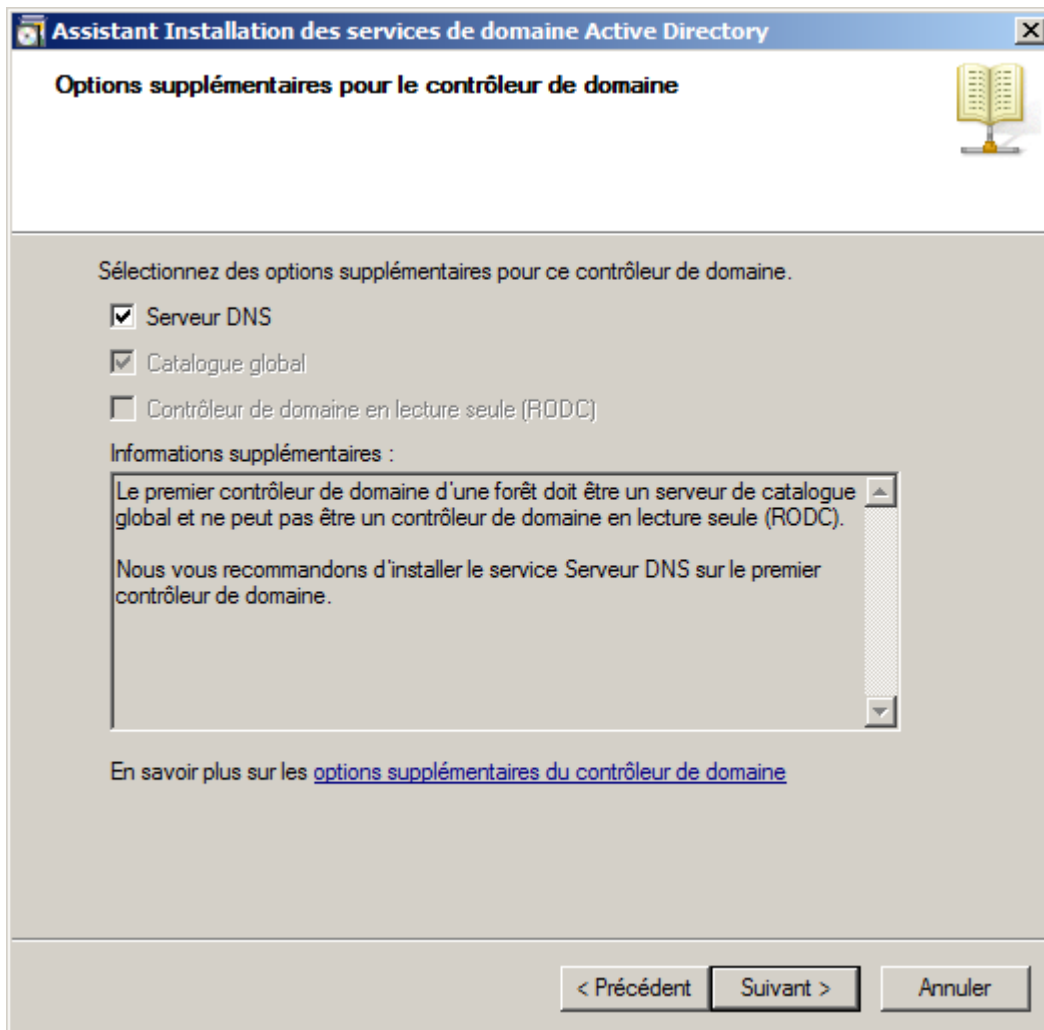 Assistant Installation des services de domaine Active Directory
Options supplémentaires pour le contrôleur de domaine
Sélectionnez des options supplémentaires pour ce contrôleur de domaine.
Serveur DNS
Catalogue global
Contrôleur de domaine en lecture seule (RODC)
Informations supplémentaires :
Le premier contrôleur de domaine d'une forêt doit être un serveur de catalogue
global et ne peut pas être un contrôleur de domaine en lecture seule (RODC).
Nous vous recommandons d'installer le service Serveur DNS sur le premier
contrôleur de domaine.
En savoir plus sur les options supplémentaires du contrôleur de domaine
< Précédent Suivant > Annuler